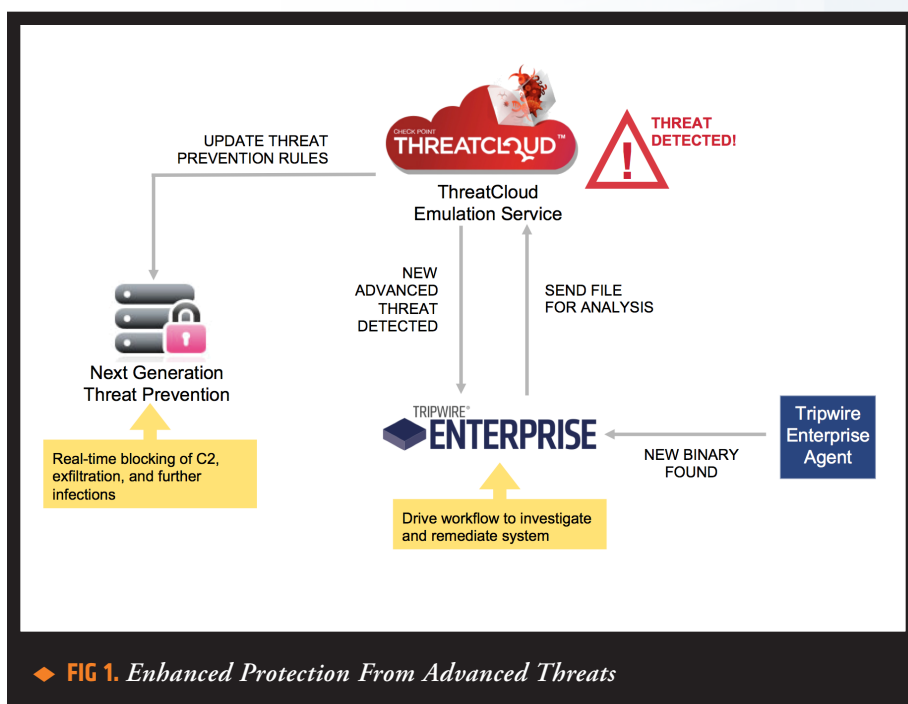 CHECK POINT
THREATCLOUD™
THREAT
DETECTED!
UPDATE THREAT
PREVENTION RULES
ThreatCloud
Emulation Service
NEW
ADVANCED
THREAT
DETECTED
SEND FILE
FOR ANALYSIS
Next Generation
Threat Prevention
Real-time blocking of C2,
exfiltration, and further
infections
TRIPWIRE®
ENTERPRISE
NEW BINARY
FOUND
Tripwire
Enterprise
Agent
Drive workflow to investigate
and remediate system
FIG 1. Enhanced Protection From Advanced Threats